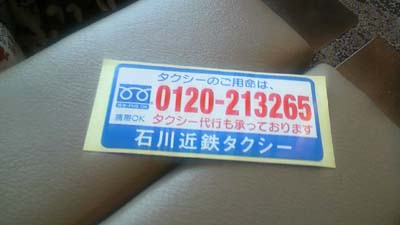 タクシーのご用命は、
0120-213265
携帯OK
タクシー代行も承っております
石川近鉄タクシー